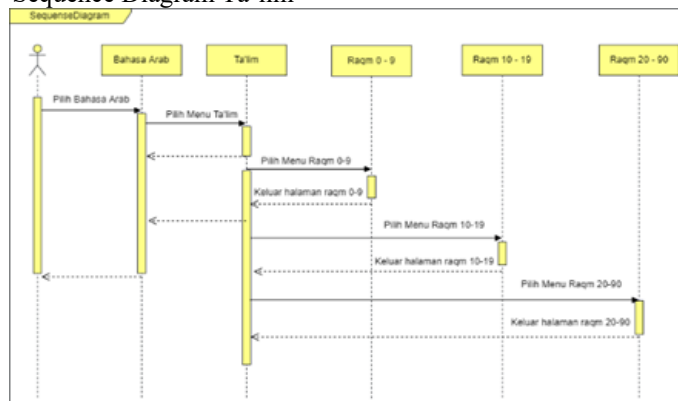 Sequence Diagram Ta'lim
SequenseDiagram
Bahasa Arab
Ta'lim
Raqm 0 - 9
Raqm 10 - 19
Raqm 20 - 90
Pilih Bahasa Arab
Pilih Menu Ta'lim
Pilih Menu Raqm 0-9
Keluar halaman raqm 0-9
Pilih Menu Raqm 10-19
Keluar halaman raqm 10-19
Pilih Menu Raqm 20-90
Keluar halaman raqm 20-90